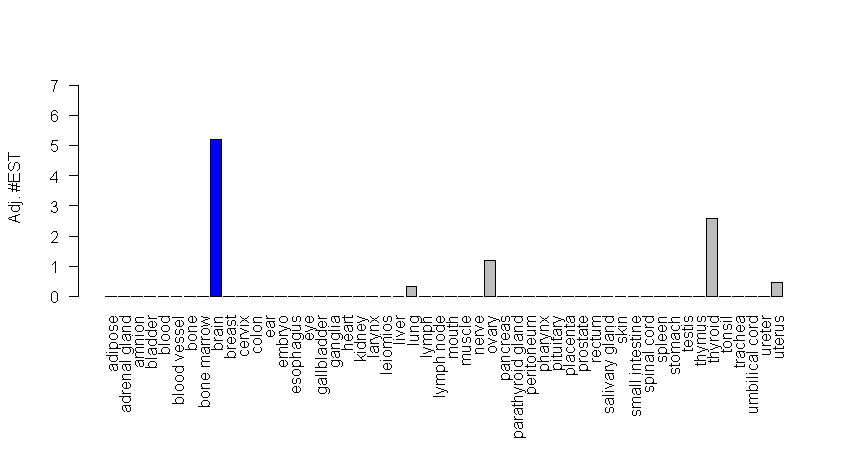 7
6
5
4
3
2
1
0
Adj. #EST
adipose
adrenal gland
amnion
bladder
blood
blood vessel
bone
bone marrow
brain
breast
cervix
colon
ear
embryo
esophagus
eye
gallbladder
ganglia
heart
kidney
larynx
leiomios
liver
lung
lymph
lymph node
mouth
muscle
nerve
ovary
pancreas
parathyroid gland
peritoneum
pharynx
pituitary
placenta
prostate
rectum
salivary gland
skin
small intestine
spinal cord
spleen
stomach
testis
thymus
thyroid
tonsil
trachea
umbilical cord
ureter
uterus